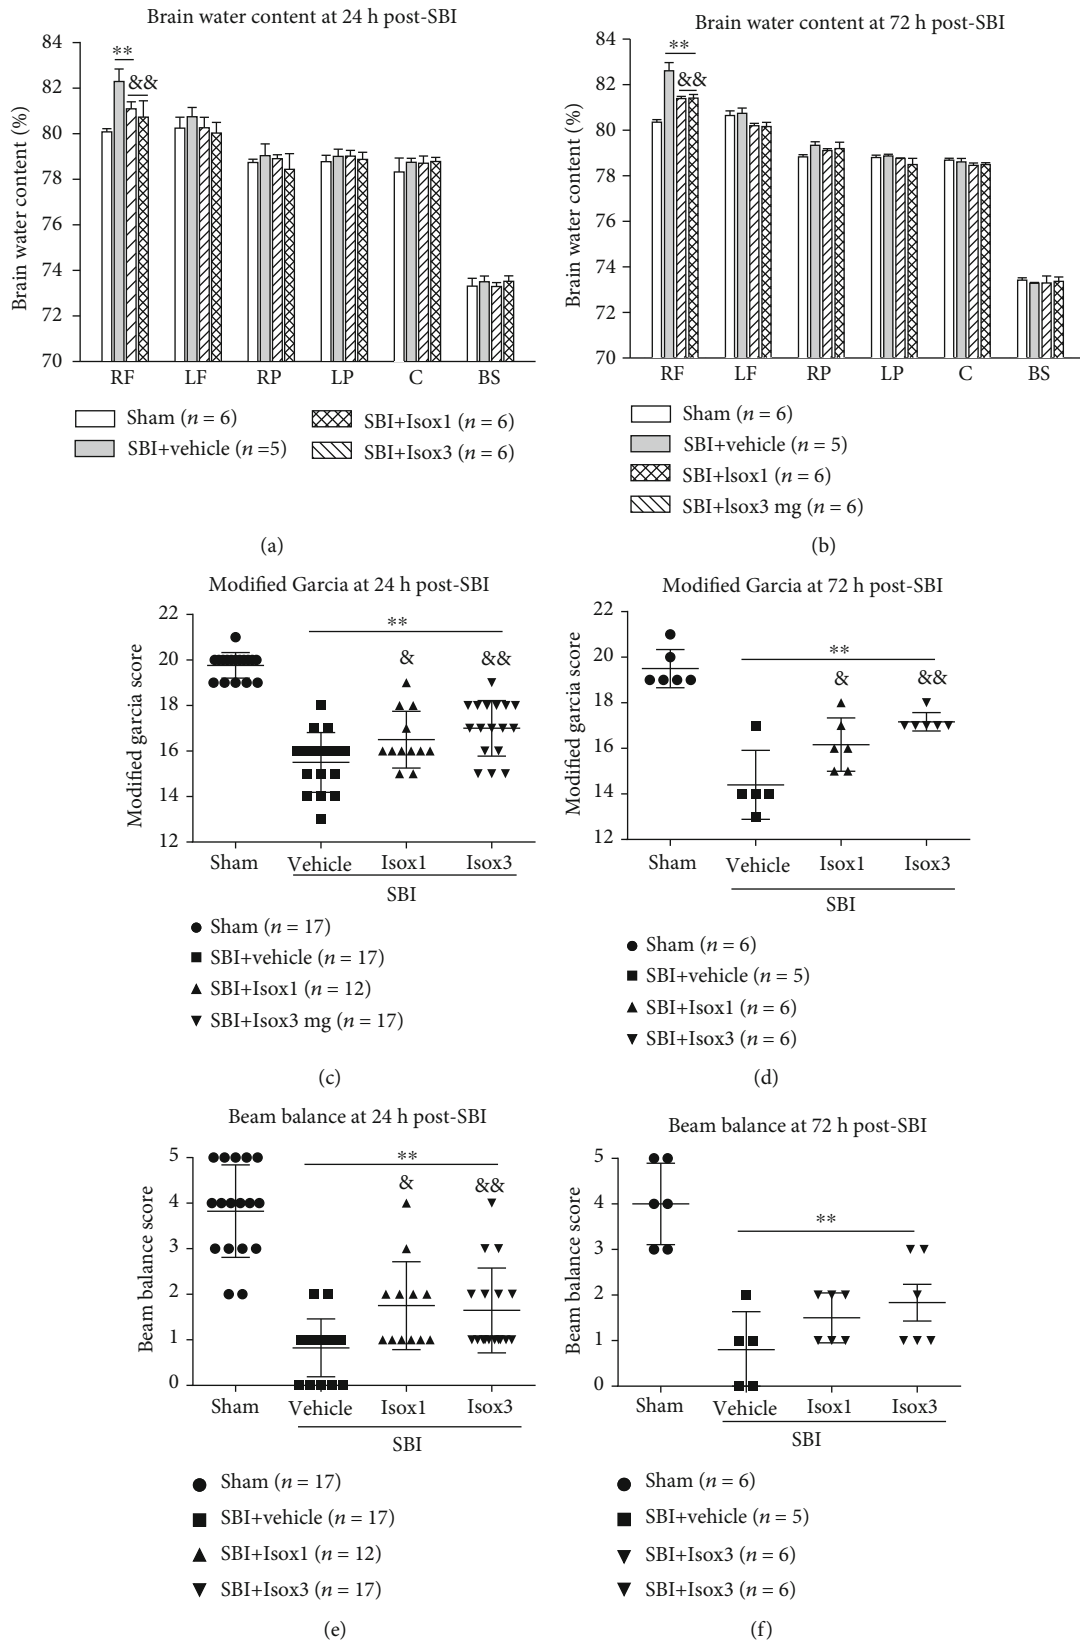 Brain water content at 24 h post-SBI
84
82
80
78
76
74
72
70
Brain water content (%)
**
&&
RF LF RP LP C BS
Sham (n = 6)
SBI+vehicle (n =5)
SBI+Isox1 (n = 6)
SBI+Isox3 (n = 6)
(a)
Brain water content at 72 h post-SBI
84
82
80
78
76
74
72
70
Brain water content (%)
**
&&
RF LF RP LP C BS
Sham (n = 6)
SBI+vehicle (n = 5)
SBI+lsox1 (n = 6)
SBI+lsox3 mg (n = 6)
(b)
Modified Garcia at 24 h post-SBI
22
20
18
16
14
12
Modified garcia score
**
& &&
Sham Vehicle Isox1 Isox3
SBI
Sham (n = 17)
SBI+vehicle (n = 17)
SBI+Isox1 (n = 12)
SBI+Isox3 mg (n = 17)
(c)
Modified Garcia at 72 h post-SBI
22
20
18
16
14
12
Modified garcia score
**
& &&
Sham Vehicle Isox1 Isox3
SBI
Sham (n = 6)
SBI+vehicle (n = 5)
SBI+Isox1 (n = 6)
SBI+Isox3 (n = 6)
(d)
Beam balance at 24 h post-SBI
5
4
3
2
1
0
Beam balance score
**
& &&
Sham Vehicle Isox1 Isox3
SBI
Sham (n = 17)
SBI+vehicle (n = 17)
SBI+Isox1 (n = 12)
SBI+Isox3 (n = 17)
(e)
Beam balance at 72 h post-SBI
5
4
3
2
1
0
Beam balance score
**
Sham Vehicle Isox1 Isox3
SBI
Sham (n = 6)
SBI+vehicle (n = 5)
SBI+Isox3 (n = 6)
SBI+Isox3 (n = 6)
(f)